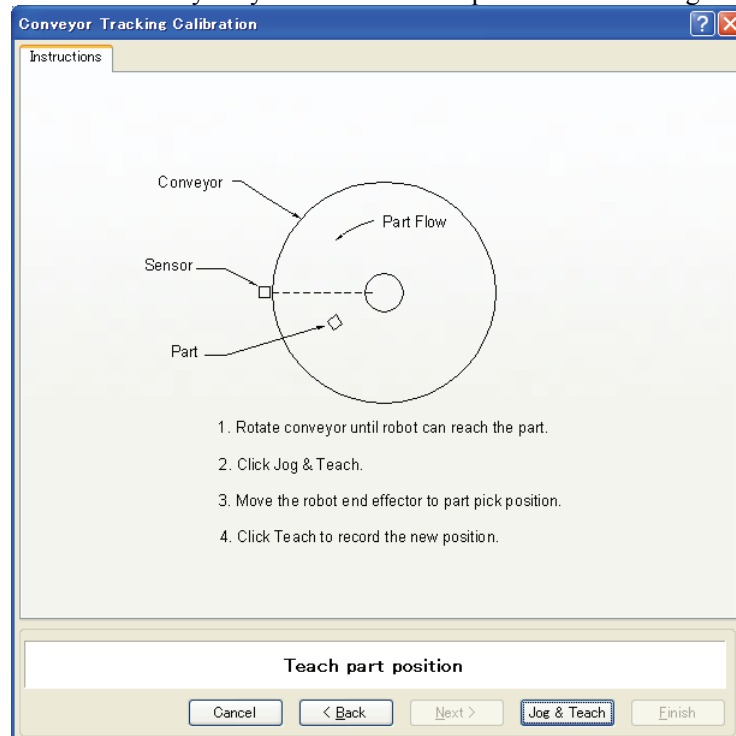 Conveyor Tracking Calibration
Instructions
Conveyor
Part Flow
Sensor
Part
1. Rotate conveyor until robot can reach the part.
2. Click Jog & Teach.
3. Move the robot end effector to part pick position.
4. Click Teach to record the new position.
Teach part position
Cancel
< Back
Next >
Jog & Teach
Finish